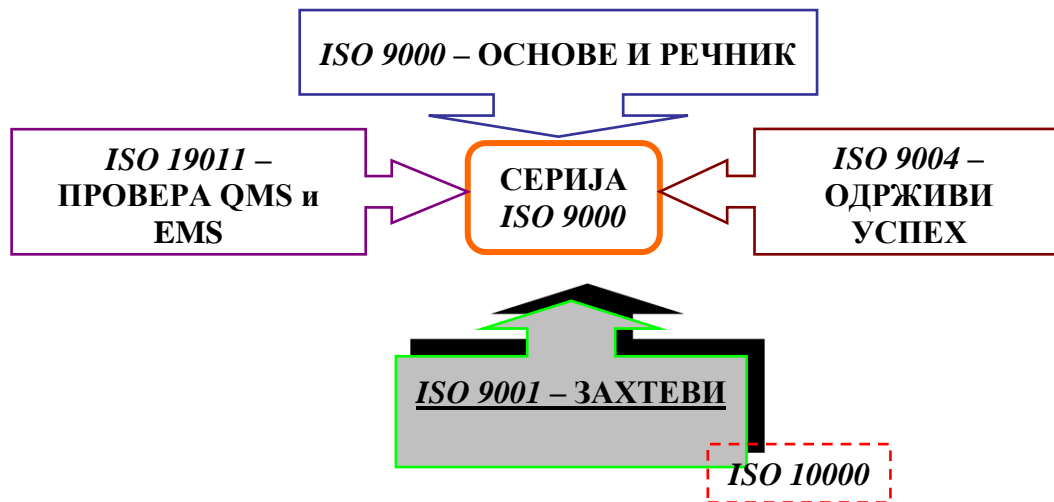 ISO 9000 – ОСНОВЕ И РЕЧНИК
ISO 19011 –
ПРОВЕРА QMS и
EMS
СЕРИЈА
ISO 9000
ISO 9004 –
ОДРЖИВИ
УСПЕХ
ISO 9001 – ЗАХТЕВИ
ISO 10000